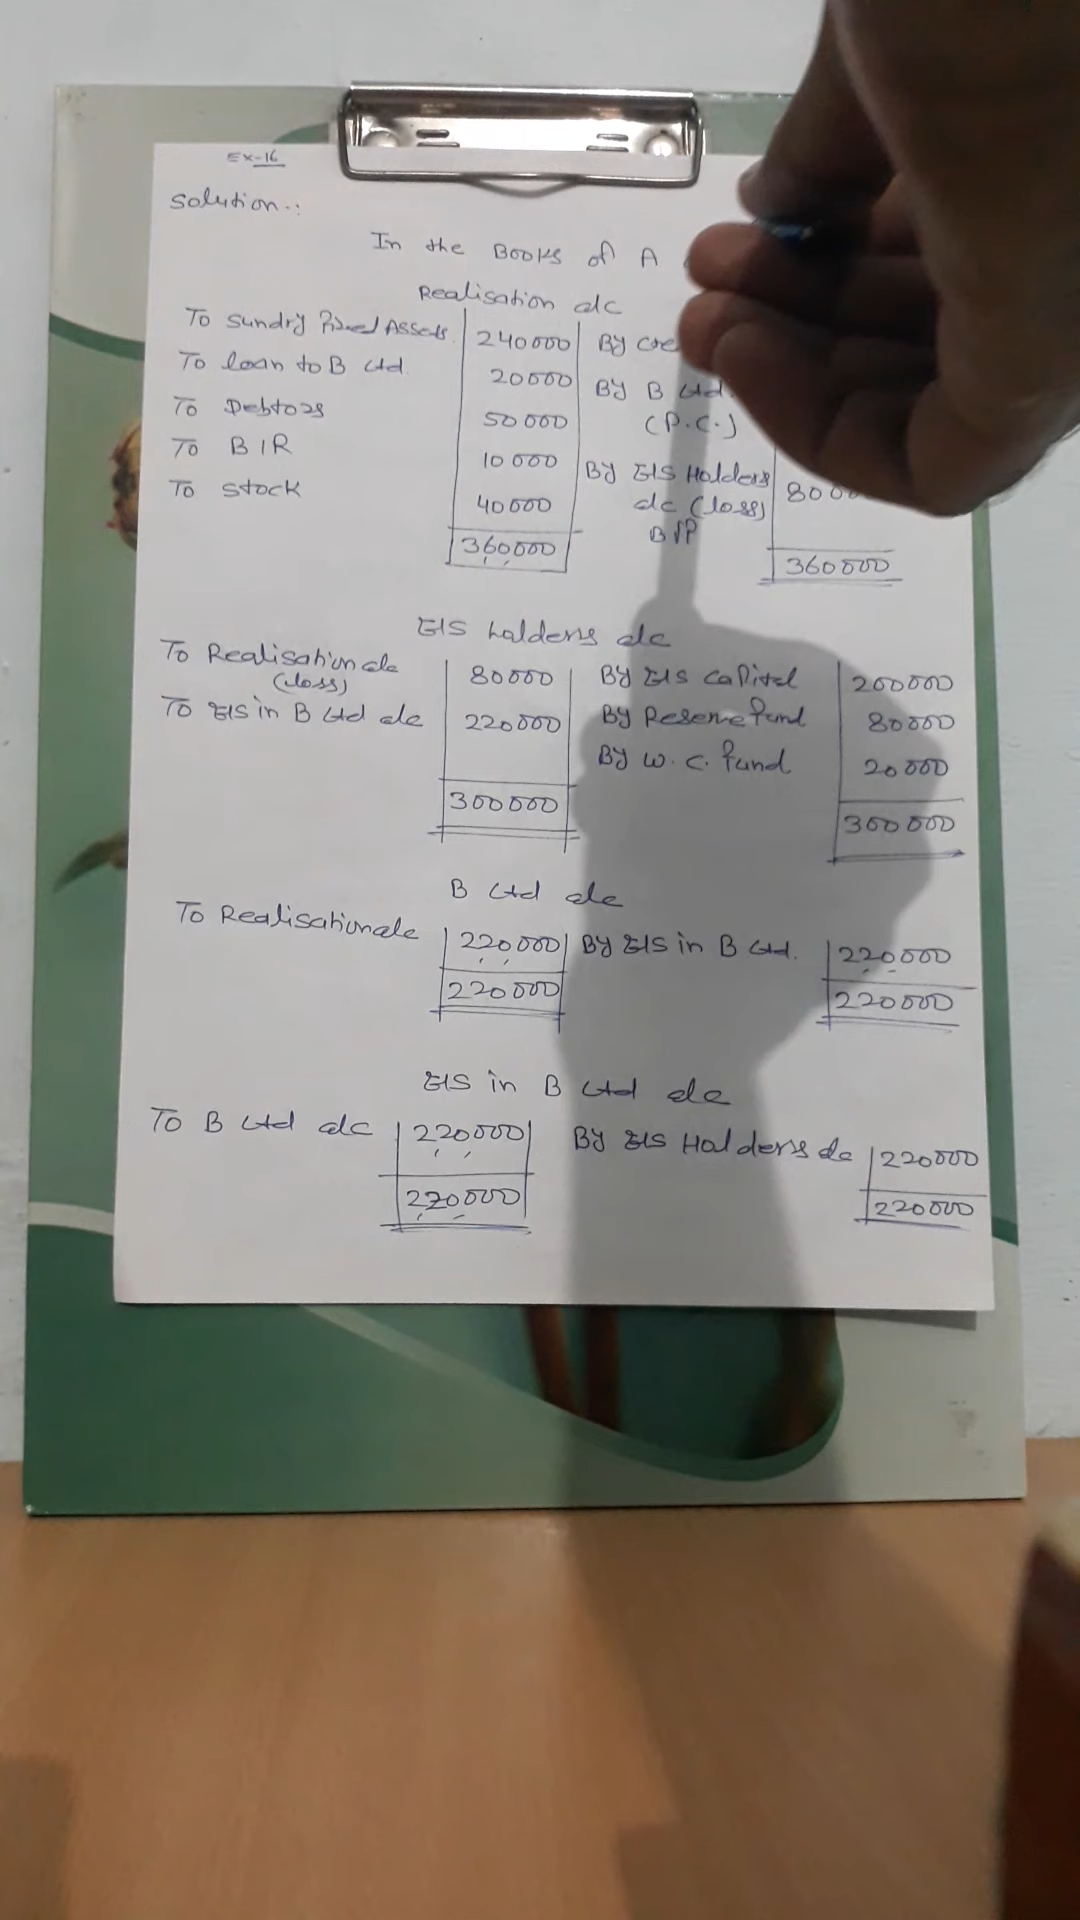 Ex-16
Solution:
In the Books of A
Realisation a/c
To Sundry Fixed Assets. 240000 By
To loan to B Ltd. 20000 By B Ltd.
To Debtors 50000 (P.C.)
To B/R 10000 By E/S Holders
To Stock 40000 a/c (loss)
B/P
360000 360000
E/S holders a/c
To Realisation a/c 80000 By E/S Capital 200000
(loss)
To E/S in B Ltd a/c 220000 By Reserve fund 80000
By W.C. fund 20000
300000 300000
B Ltd a/c
To Realisation a/c 220000 By E/S in B Ltd. 220000
220000 220000
E/S in B Ltd a/c
To B Ltd a/c 220000 By E/S Holders a/c 220000
220000 220000